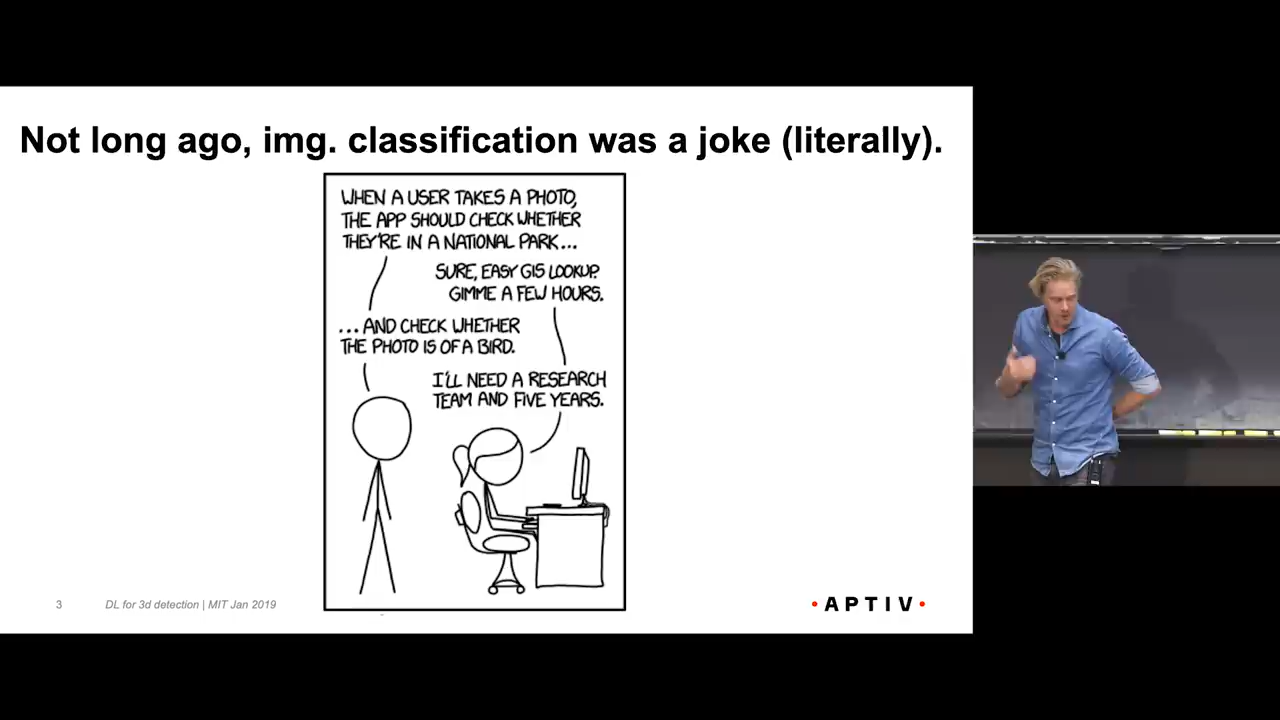 Not long ago, img. classification was a joke (literally).
WHEN A USER TAKES A PHOTO,
THE APP SHOULD CHECK WHETHER
THEY'RE IN A NATIONAL PARK...
SURE, EASY GIS LOOKUP.
GIMME A FEW HOURS.
...AND CHECK WHETHER
THE PHOTO IS OF A BIRD.
I'LL NEED A RESEARCH
TEAM AND FIVE YEARS.
3 DL for 3d detection | MIT Jan 2019
• APTIV •